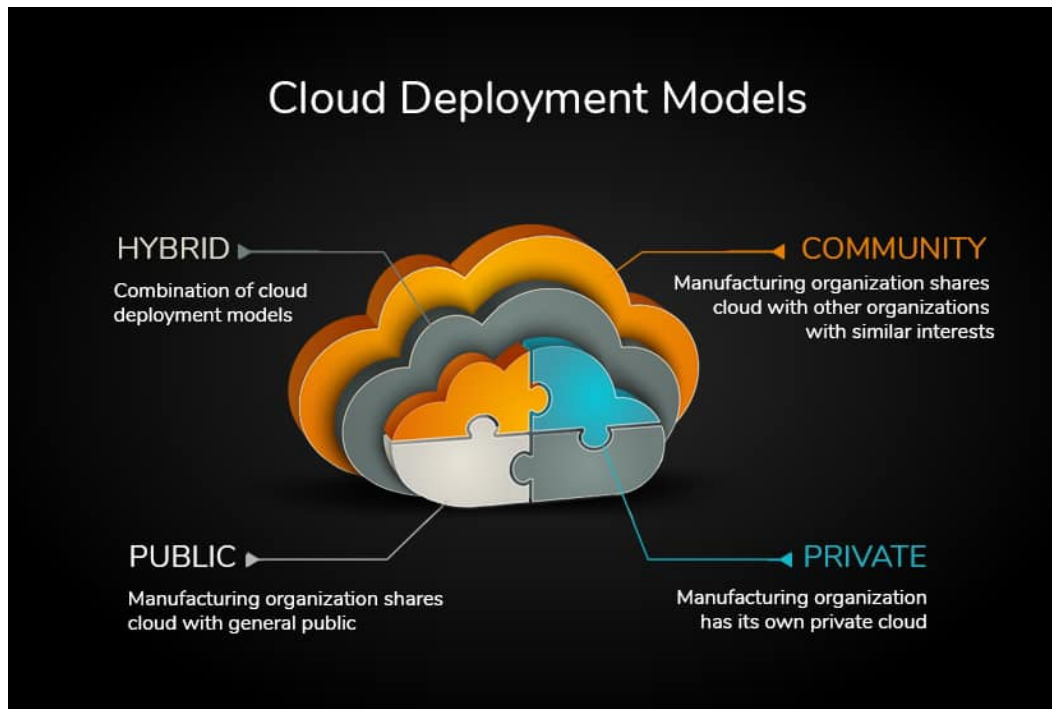 Cloud Deployment Models
HYBRID
Combination of cloud
deployment models
COMMUNITY
Manufacturing organization shares
cloud with other organizations
with similar interests
PUBLIC
Manufacturing organization shares
cloud with general public
PRIVATE
Manufacturing organization
has its own private cloud